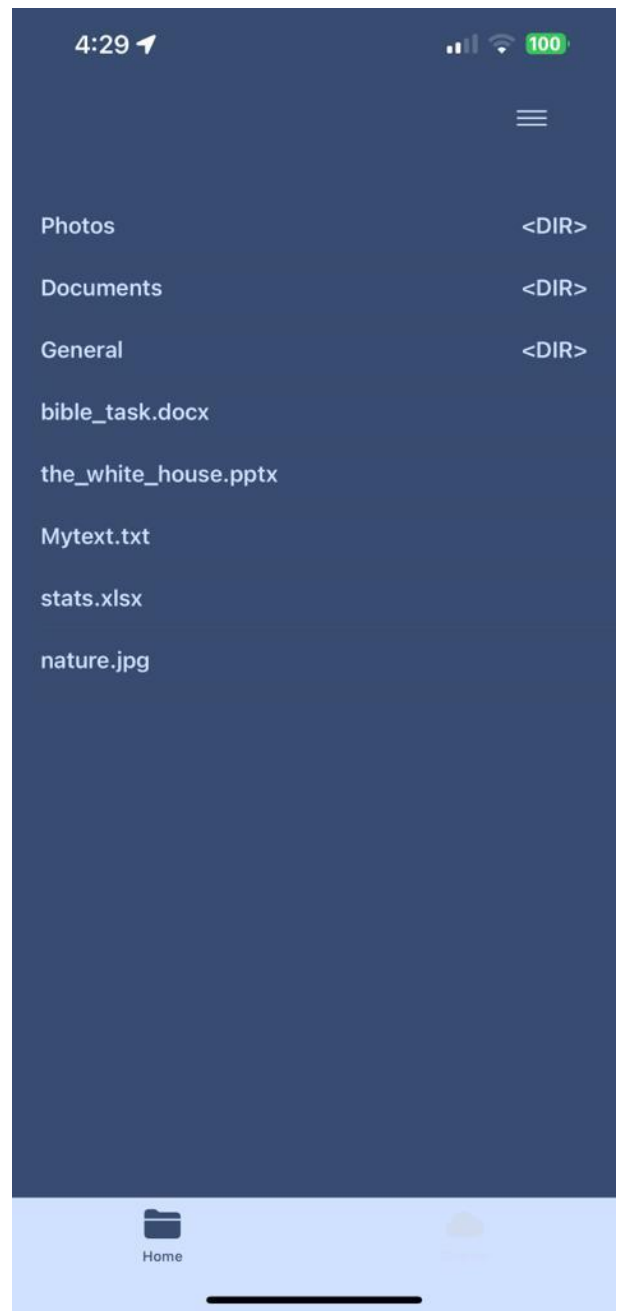 4:29 100
Photos <DIR>
Documents <DIR>
General <DIR>
bible_task.docx
the_white_house.pptx
Mytext.txt
stats.xlsx
nature.jpg
Home